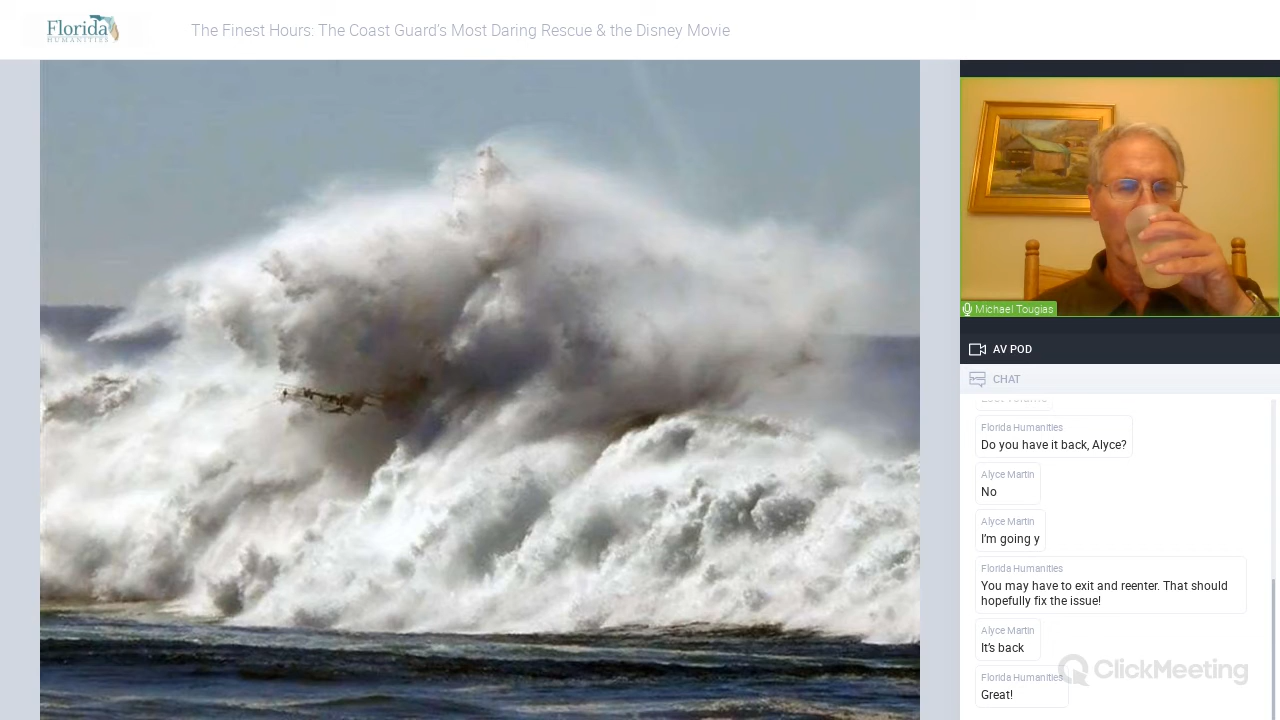 Florida
HUMANITIES
The Finest Hours: The Coast Guard's Most Daring Rescue & the Disney Movie
Michael Tougias
AV POD
CHAT
Florida Humanities
Do you have it back, Alyce?
Alyce Martin
No
Alyce Martin
I'm going y
Florida Humanities
You may have to exit and reenter. That should
hopefully fix the issue!
Alyce Martin
It's back
Florida Humanities
Great!
ClickMeeting